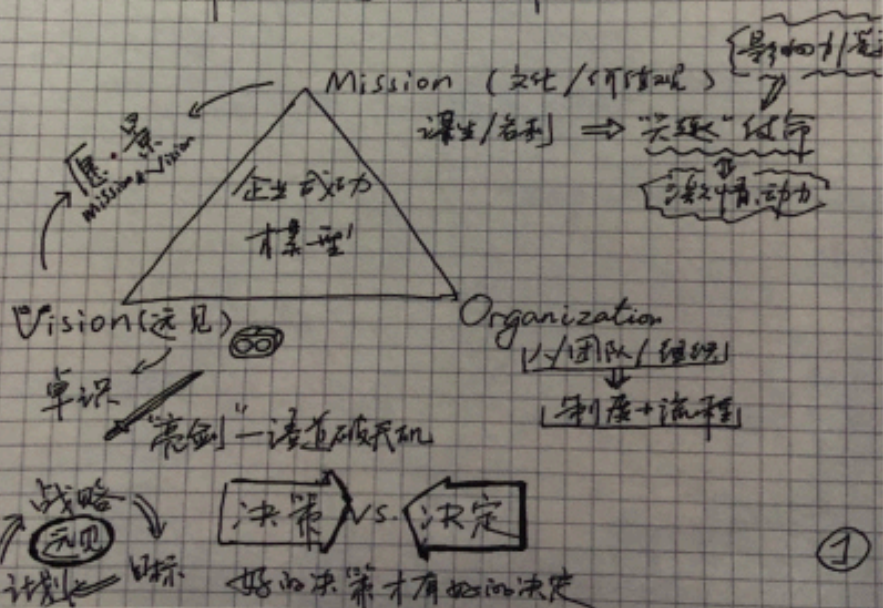 影响力
Mission (文化/价值观)
谋生/名利 ⇒ "兴趣" 使命
激情.动力
愿·景
mission & vision
企业成功
模型
Vision(远见)
Organization
人/团队/组织
制度+流程
卓识
"亮剑" 一语道破天机
战略
远见
计划
目标
决策 VS. 决定
好的决策才有好的决定
1